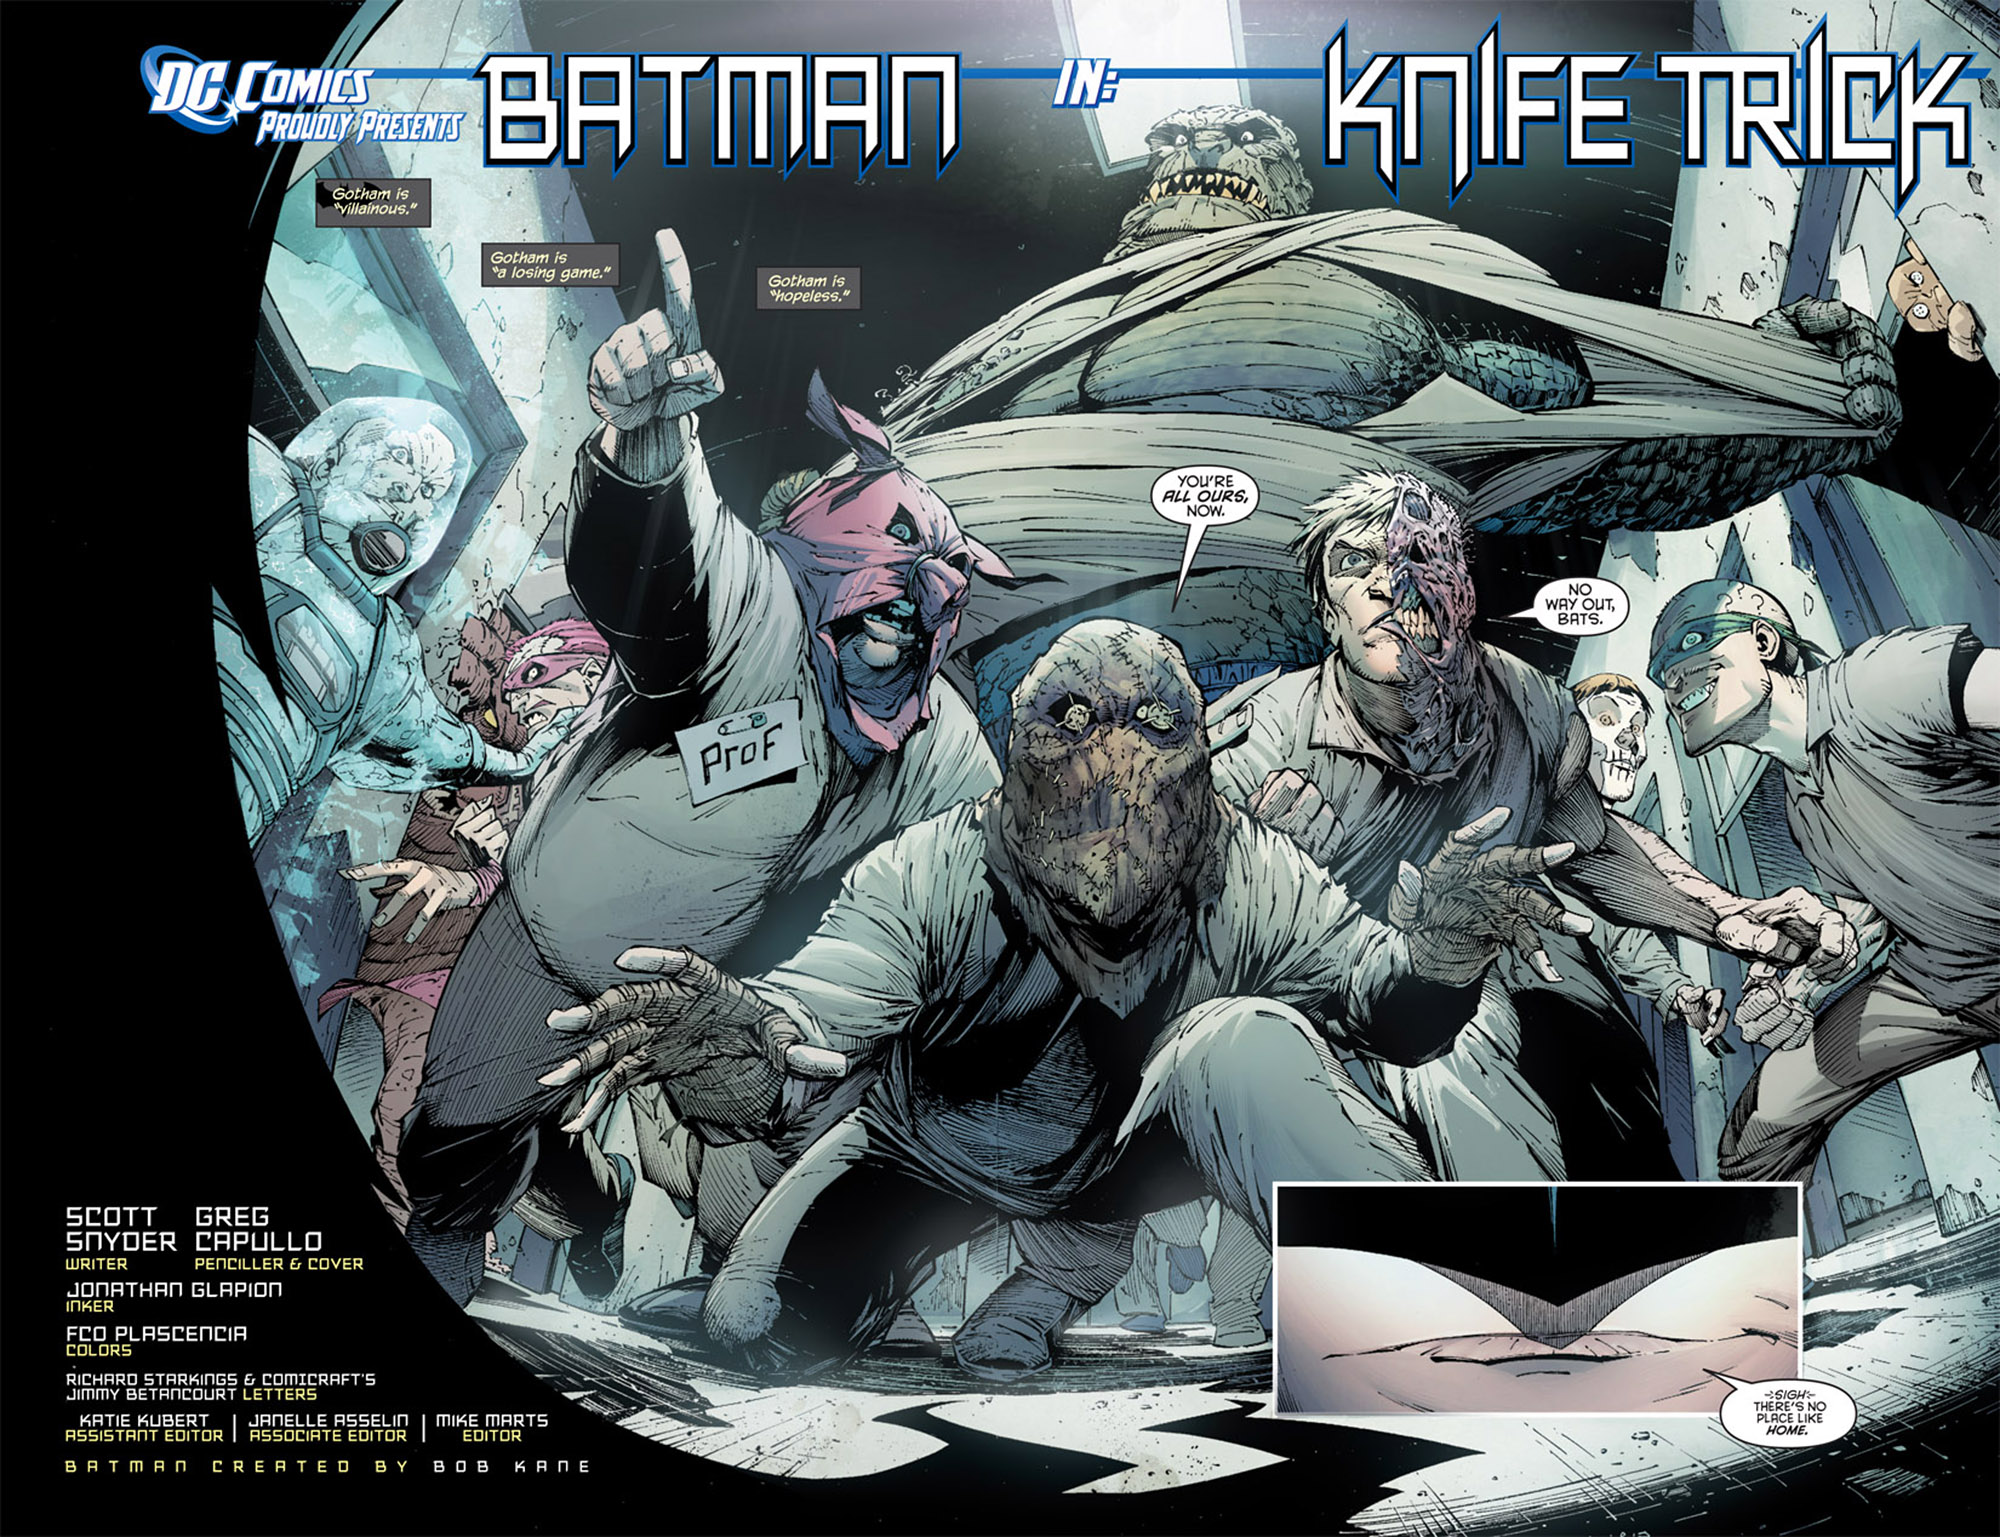 DC COMICS
PROUDLY PRESENTS
BATMAN IN: KNIFE TRICK
Gotham is
"villainous."
Gotham is
"a losing game."
Gotham is
"hopeless."
YOU'RE
ALL OURS,
NOW.
NO
WAY OUT,
BATS.
Prof
SIGH
THERE'S NO
PLACE LIKE
HOME.
SCOTT
SNYDER
WRITER
GREG
CAPULLO
PENCILLER & COVER
JONATHAN GLAPION
INKER
FCO PLASCENCIA
COLORS
RICHARD STARKINGS & COMICRAFT'S
JIMMY BETANCOURT LETTERS
KATIE KUBERT
ASSISTANT EDITOR
JANELLE ASSELIN
ASSOCIATE EDITOR
MIKE MARTS
EDITOR
BATMAN CREATED BY BOB KANE